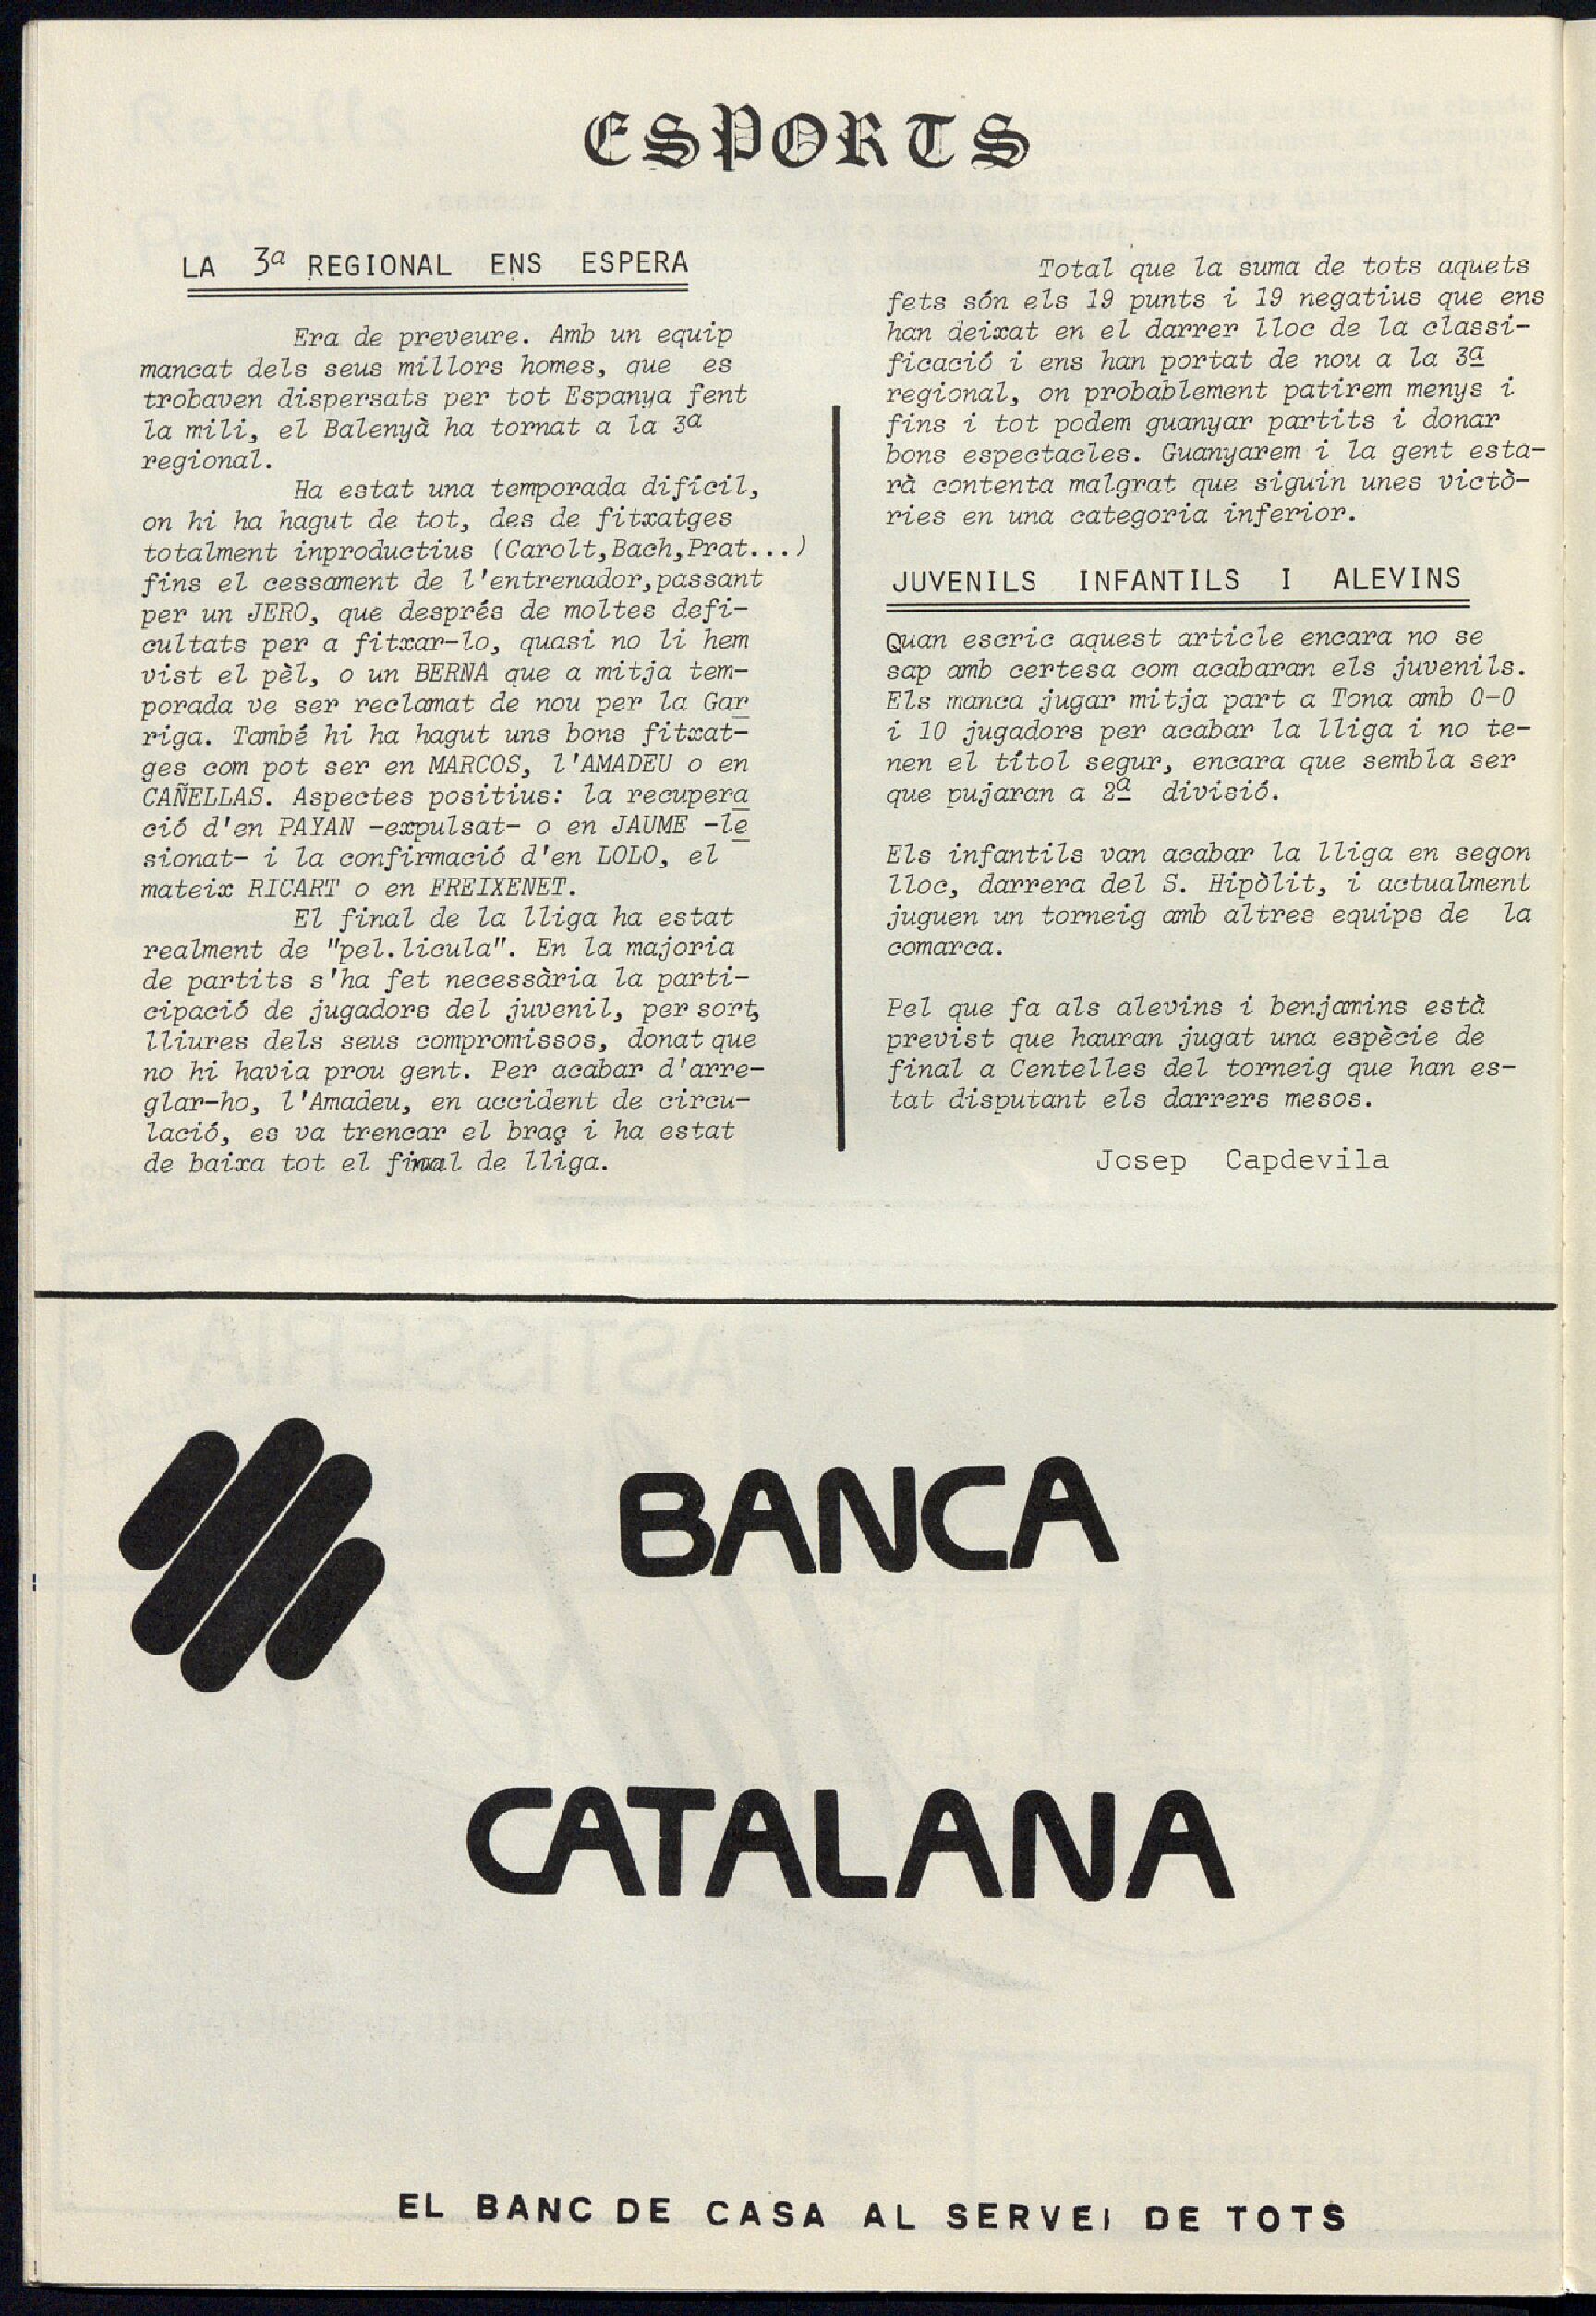 ESPORTS
LA 3ª REGIONAL ENS ESPERA
Era de preveure. Amb un equip
mancat dels seus millors homes, que es
trobaven dispersats per tot Espanya fent
la mili, el Balenyà ha tornat a la 3ª
regional.
Ha estat una temporada difícil,
on hi ha hagut de tot, des de fitxatges
totalment inproductius (Carolt,Bach,Prat...)
fins el cessament de l'entrenador,passant
per un JERO, que després de moltes defi-
cultats per a fitxar-lo, quasi no li hem
vist el pèl, o un BERNA que a mitja tem-
porada ve ser reclamat de nou per la Gar
riga. També hi ha hagut uns bons fitxat-
ges com pot ser en MARCOS, l'AMADEU o en
CAÑELLAS. Aspectes positius: la recupera
ció d'en PAYAN -expulsat- o en JAUME -le
sionat- i la confirmació d'en LOLO, el
mateix RICART o en FREIXENET.
El final de la lliga ha estat
realment de "pel.licula". En la majoria
de partits s'ha fet necessària la parti-
cipació de jugadors del juvenil, per sort,
lliures dels seus compromissos, donat que
no hi havia prou gent. Per acabar d'arre-
glar-ho, l'Amadeu, en accident de circu-
lació, es va trencar el braç i ha estat
de baixa tot el final de lliga.
Total que la suma de tots aquets
fets són els 19 punts i 19 negatius que ens
han deixat en el darrer lloc de la classi-
ficació i ens han portat de nou a la 3ª
regional, on probablement patirem menys i
fins i tot podem guanyar partits i donar
bons espectacles. Guanyarem i la gent esta-
rà contenta malgrat que siguin unes victò-
ries en una categoria inferior.
JUVENILS INFANTILS I ALEVINS
Quan escric aquest article encara no se
sap amb certesa com acabaran els juvenils.
Els manca jugar mitja part a Tona amb 0-0
i 10 jugadors per acabar la lliga i no te-
nen el títol segur, encara que sembla ser
que pujaran a 2ª divisió.
Els infantils van acabar la lliga en segon
lloc, darrera del S. Hipòlit, i actualment
juguen un torneig amb altres equips de la
comarca.
Pel que fa als alevins i benjamins està
previst que hauran jugat una espècie de
final a Centelles del torneig que han es-
tat disputant els darrers mesos.
Josep Capdevila
BANCA
CATALANA
EL BANC DE CASA AL SERVEI DE TOTS